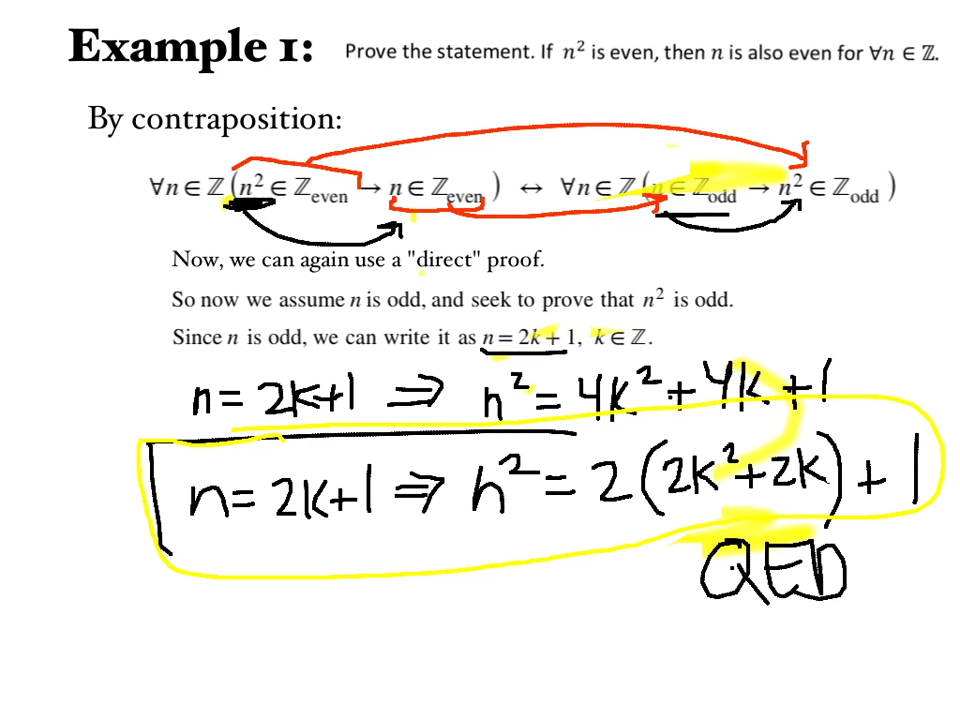 Example 1: Prove the statement. If n² is even, then n is also even for ∀n ∈ ℤ.
By contraposition:
∀n ∈ ℤ (n² ∈ ℤeven → n ∈ ℤeven) ↔ ∀n ∈ ℤ (n ∈ ℤodd → n² ∈ ℤodd)
Now, we can again use a "direct" proof.
So now we assume n is odd, and seek to prove that n² is odd.
Since n is odd, we can write it as n = 2k + 1, k ∈ ℤ.
n = 2k+1 ⇒ n² = 4k² + 4k + 1
n = 2k+1 ⇒ n² = 2(2k²+2k) + 1
QED